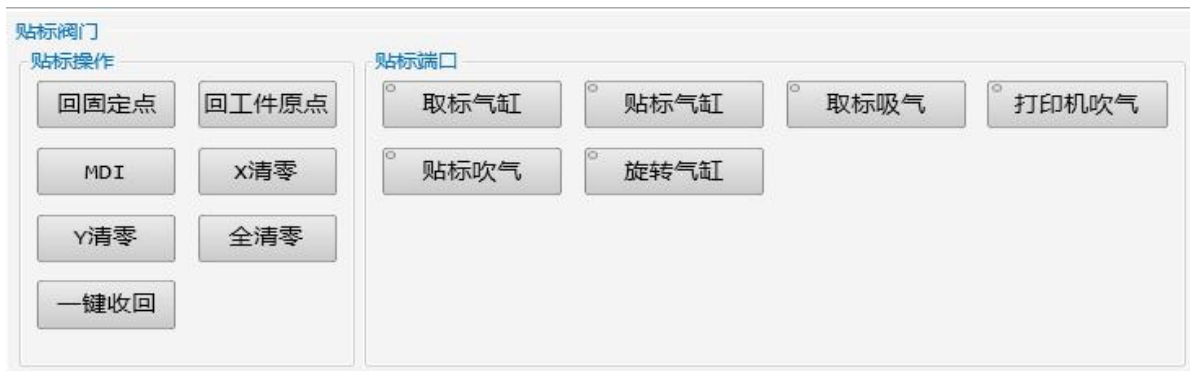 贴标阀门
贴标操作
回固定点 回工件原点
MDI X清零
Y清零 全清零
一键收回
贴标端口
取标气缸 贴标气缸 取标吸气 打印机吹气
贴标吹气 旋转气缸